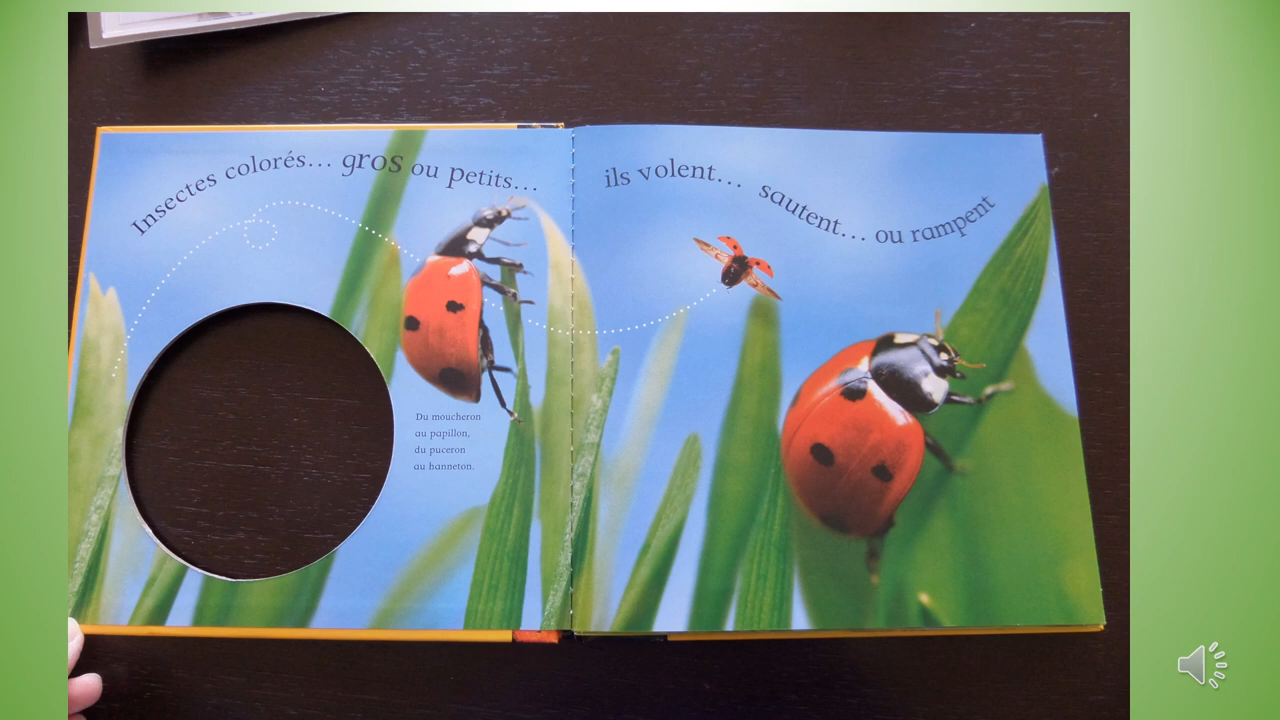 Insectes colorés... gros ou petits...
Du moucheron
au papillon,
du puceron
au hanneton.
ils volent... sautent... ou rampent